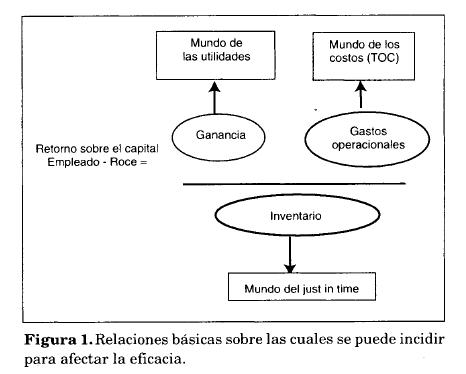 Mundo de
las utilidades
Mundo de los
costos (TOC)
Ganancia
Gastos
operacionales
Retorno sobre el capital
Empleado - Roce =
Inventario
Mundo del just in time
Figura 1. Relaciones básicas sobre las cuales se puede incidir
para afectar la eficacia.